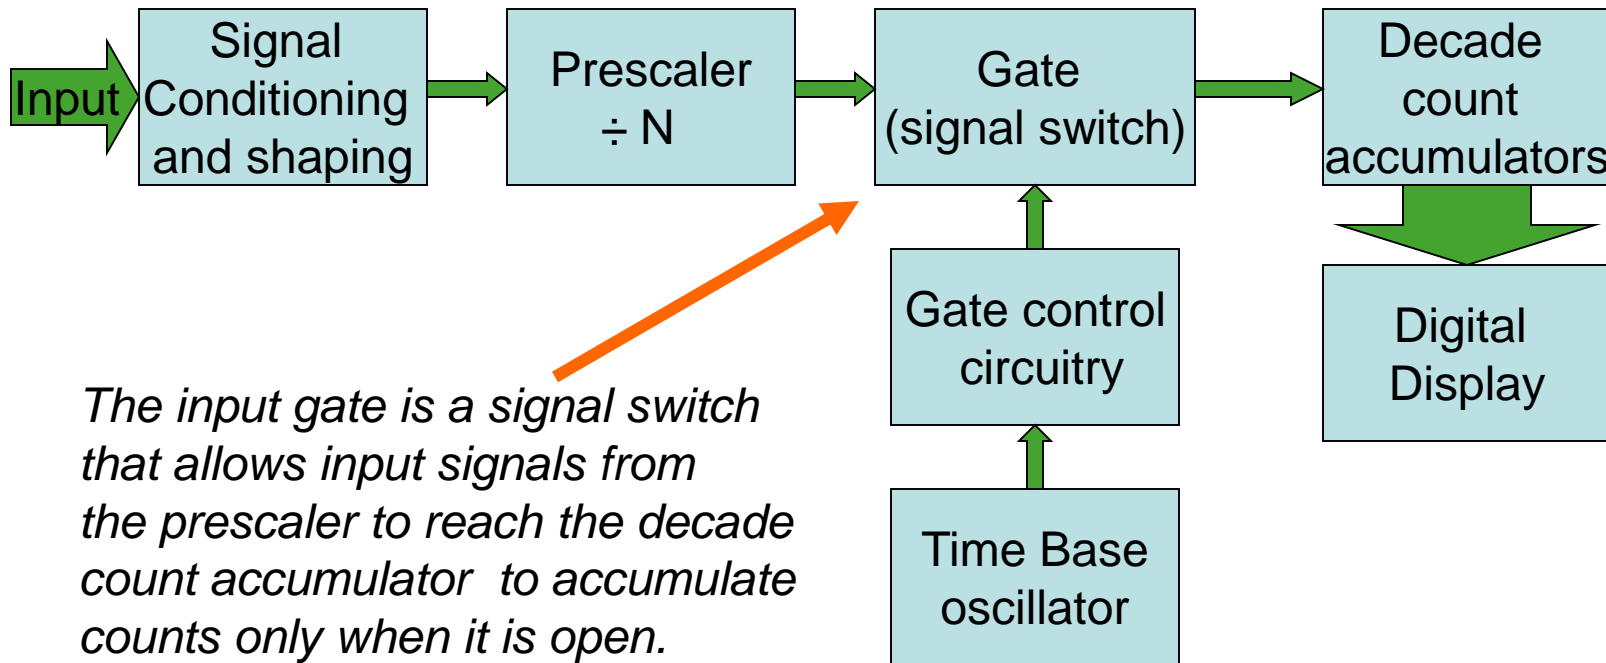 Input
Signal
Conditioning
and shaping
Prescaler
÷ N
Gate
(signal switch)
Decade
count
accumulators
Gate control
circuitry
Digital
Display
Time Base
oscillator
The input gate is a signal switch
that allows input signals from
the prescaler to reach the decade
count accumulator  to accumulate
counts only when it is open.